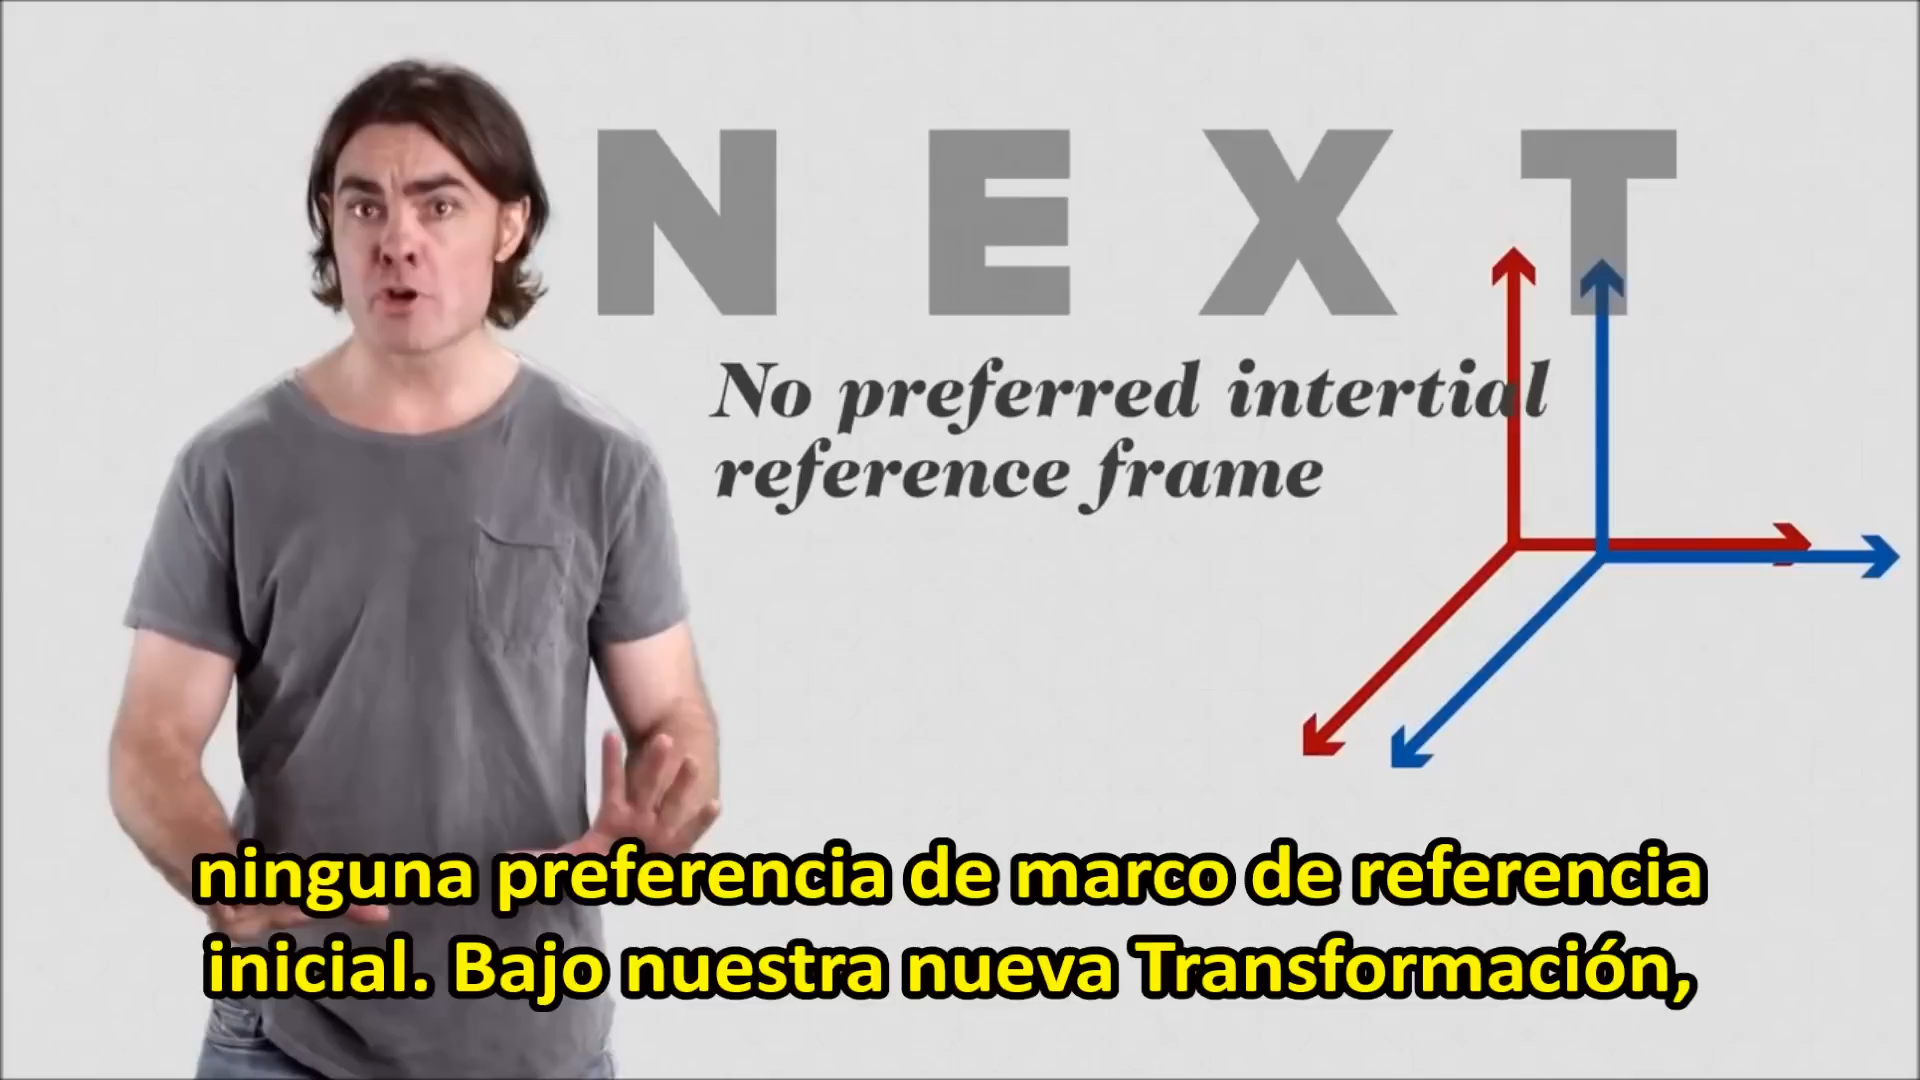 NEXT
No preferred intertial
reference frame
ninguna preferencia de marco de referencia
inicial. Bajo nuestra nueva Transformación,